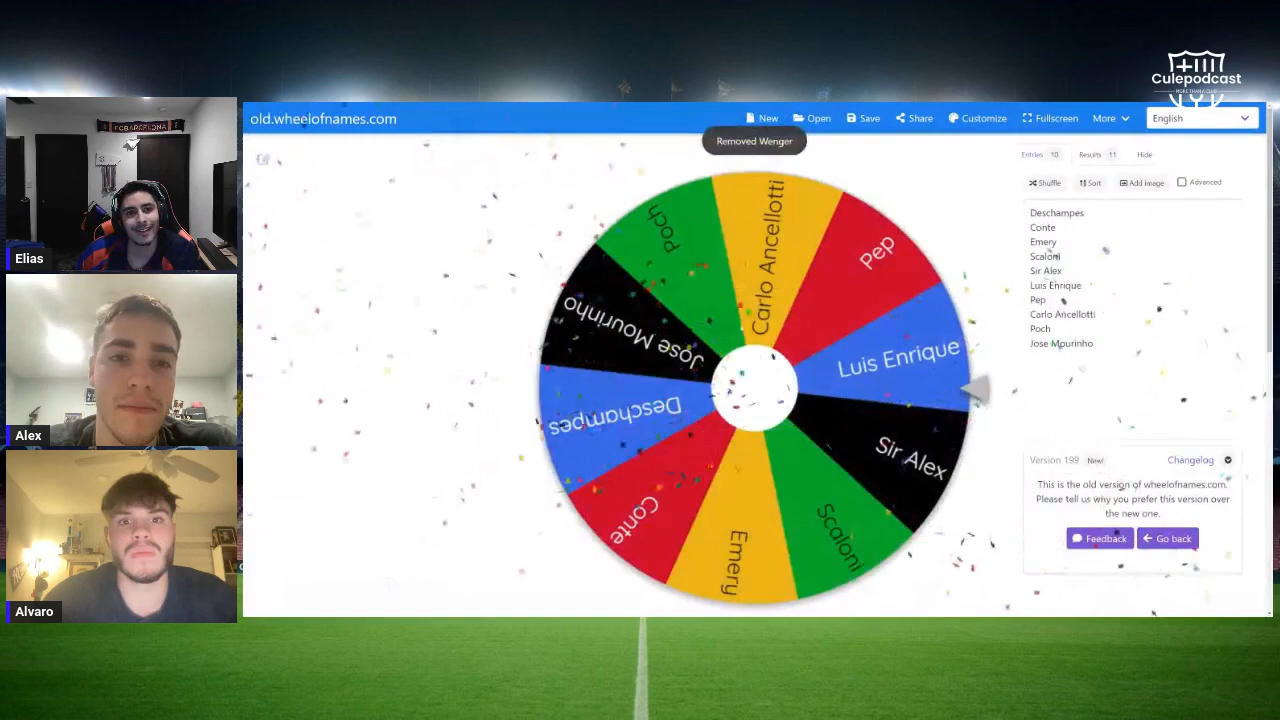 Culepodcast
MORE THAN A CLUB
FCBARCELONA
Elias
Alex
Alvaro
old.wheelofnames.com
New
Open
Save
Share
Customize
Fullscreen
More
English
Removed Wenger
Entries 10
Results 11
Hide
Shuffle
Sort
Add image
Advanced
Deschampes
Conte
Emery
Scaloni
Sir Alex
Luis Enrique
Pep
Carlo Ancellotti
Poch
Jose Mourinho
Poch
Carlo Ancellotti
Pep
Luis Enrique
Sir Alex
Scaloni
Emery
Conte
Deschampes
Jose Mourinho
Version 199 New!
Changelog
This is the old version of wheelofnames.com.
Please tell us why you prefer this version over
the new one.
Feedback
Go back